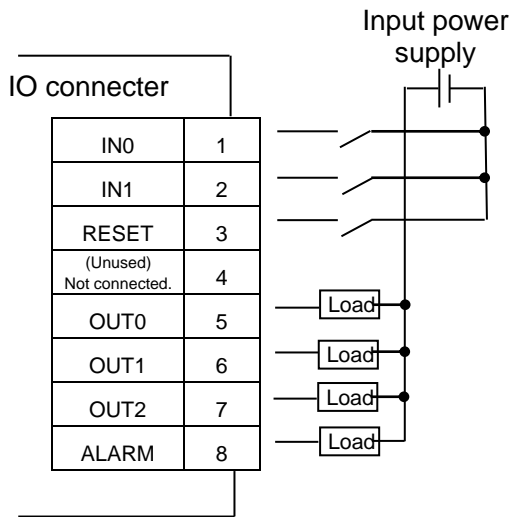 Input power
supply
IO connecter
IN0 1
IN1 2
RESET 3
(Unused)
Not connected. 4
OUT0 5
OUT1 6
OUT2 7
ALARM 8
Load
Load
Load
Load